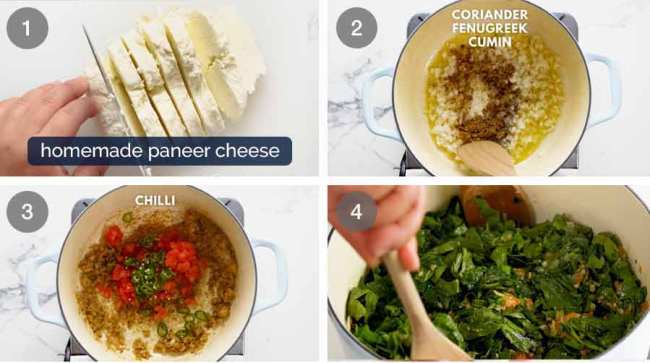 1
homemade paneer cheese
2
CORIANDER
FENUGREEK
CUMIN
3
CHILLI
4